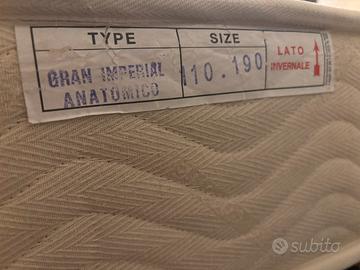 TYPE SIZE LATO INVERNALE
GRAN IMPERIAL 110.190
ANATOMICO
subito